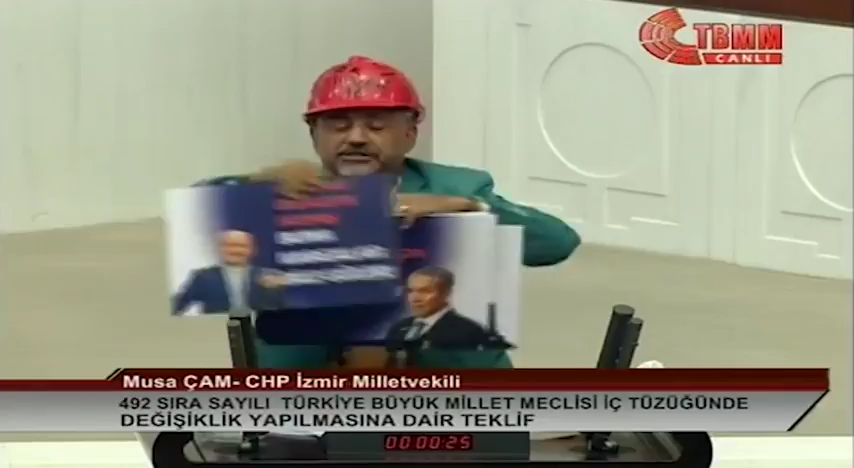 TBMM
CANLI
Musa ÇAM- CHP İzmir Milletvekili
492 SIRA SAYILI TÜRKİYE BÜYÜK MİLLET MECLİSİ İÇ TÜZÜĞÜNDE
DEĞİŞİKLİK YAPILMASINA DAİR TEKLİF
00:00:25